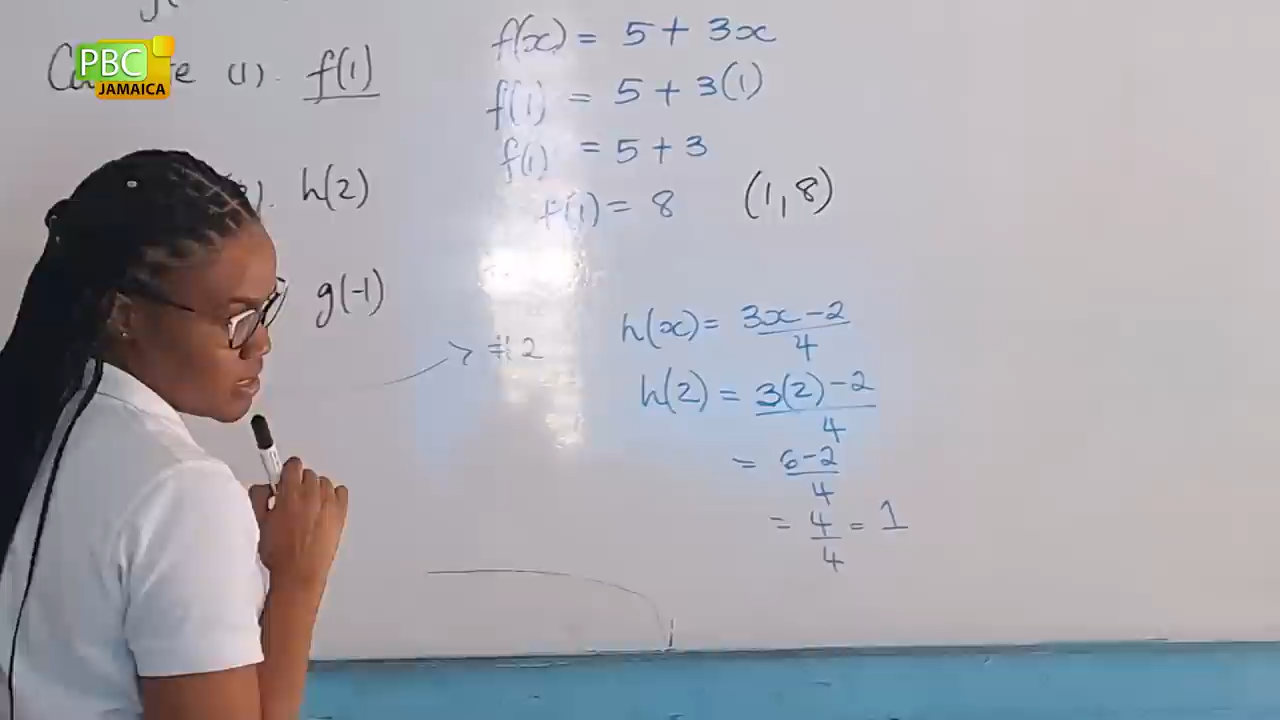 PBC
JAMAICA
(1). f(1)
h(2)
g(-1)
f(x) = 5 + 3x
f(1) = 5 + 3(1)
f(1) = 5 + 3
f(1) = 8 (1,8)
#2
h(x) = 3x-2
4
h(2) = 3(2)-2
4
= 6-2
4
= 4 = 1
4